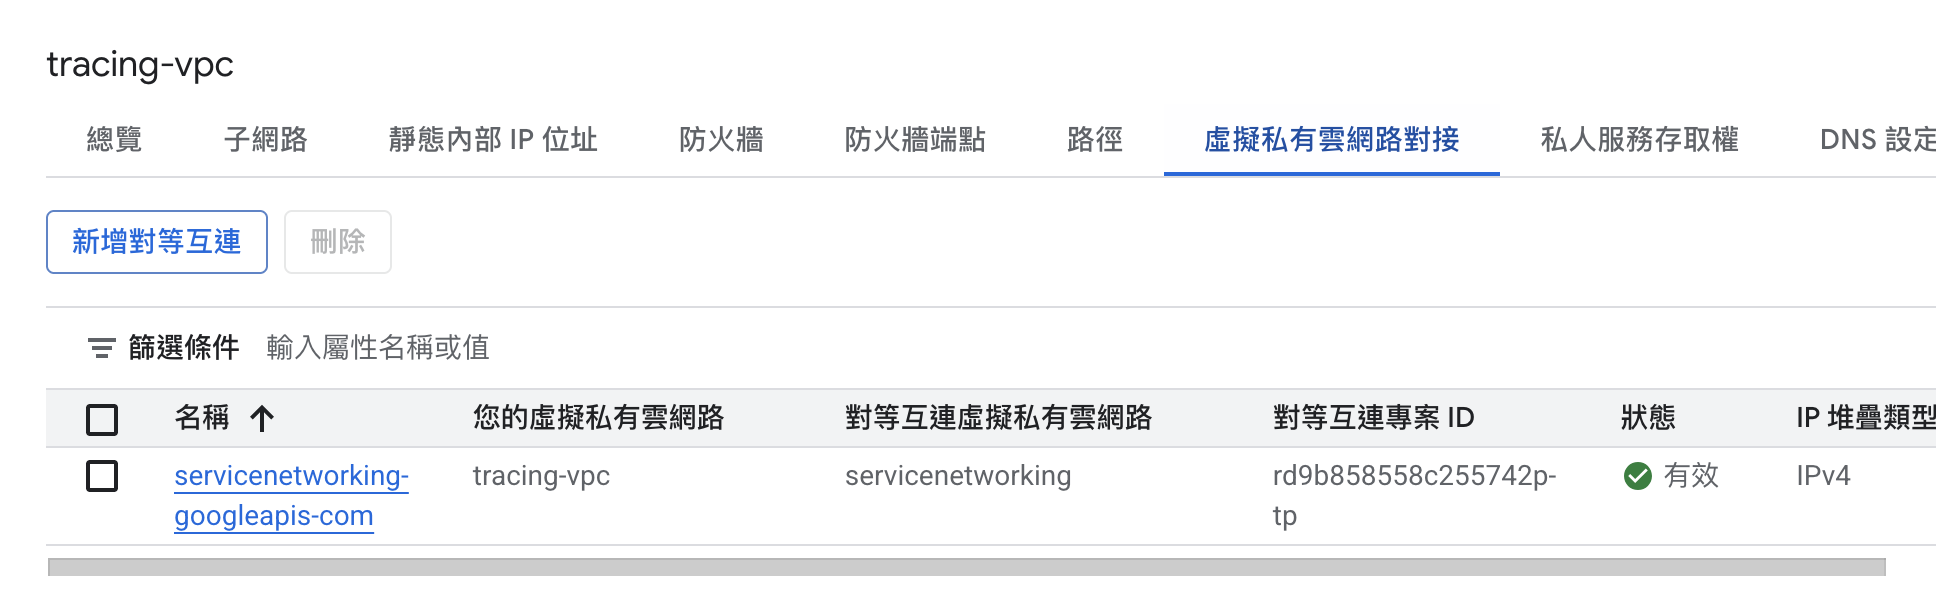 tracing-vpc
總覽 子網路 靜態內部 IP 位址 防火牆 防火牆端點 路徑 虛擬私有雲網路對接 私人服務存取權 DNS 設定
新增對等互連 刪除
篩選條件 輸入屬性名稱或值
名稱 您的虛擬私有雲網路 對等互連虛擬私有雲網路 對等互連專案 ID 狀態 IP 堆疊類型
servicenetworking- tracing-vpc servicenetworking rd9b858558c255742p- 有效 IPv4
googleapis-com tp